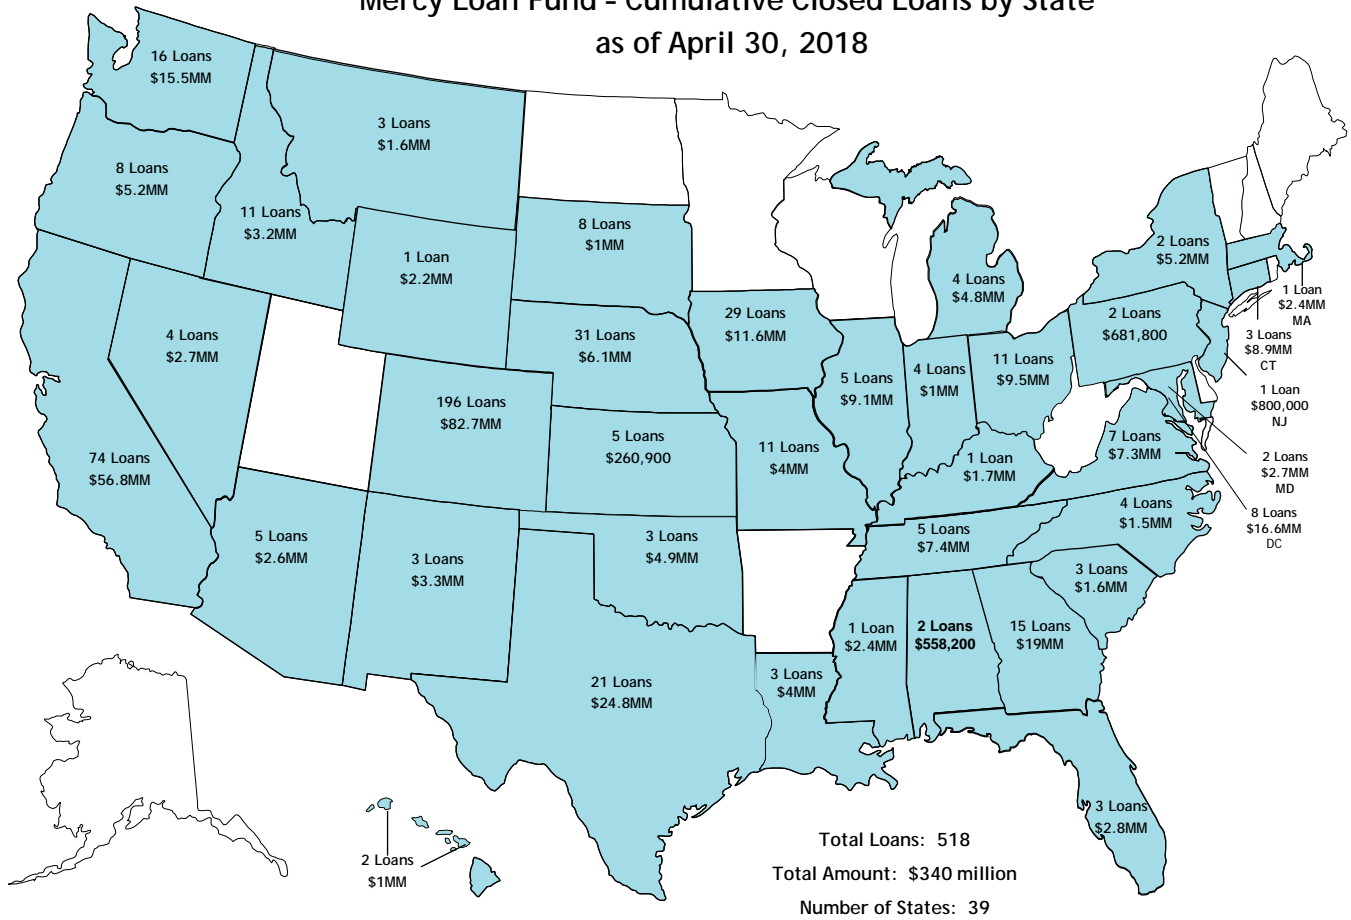 Mercy Loan Fund – Cumulative Closed Loans by State
as of April 30, 2018
16 Loans
$15.5MM
3 Loans
$1.6MM
8 Loans
$5.2MM
11 Loans
$3.2MM
1 Loan
$2.2MM
8 Loans
$1MM
2 Loans
$5.2MM
4 Loans
$4.8MM
1 Loan
$2.4MM
MA
4 Loans
$2.7MM
31 Loans
$6.1MM
29 Loans
$11.6MM
2 Loans
$681,800
3 Loans
$8.9MM
CT
5 Loans
$9.1MM
4 Loans
$1MM
11 Loans
$9.5MM
1 Loan
$800,000
NJ
196 Loans
$82.7MM
5 Loans
$260,900
11 Loans
$4MM
7 Loans
$7.3MM
74 Loans
$56.8MM
1 Loan
$1.7MM
2 Loans
$2.7MM
MD
4 Loans
$1.5MM
8 Loans
$16.6MM
DC
5 Loans
$2.6MM
3 Loans
$3.3MM
3 Loans
$4.9MM
5 Loans
$7.4MM
3 Loans
$1.6MM
1 Loan
$2.4MM
2 Loans
$558,200
15 Loans
$19MM
21 Loans
$24.8MM
3 Loans
$4MM
3 Loans
$2.8MM
2 Loans
$1MM
Total Loans: 518
Total Amount: $340 million
Number of States: 39